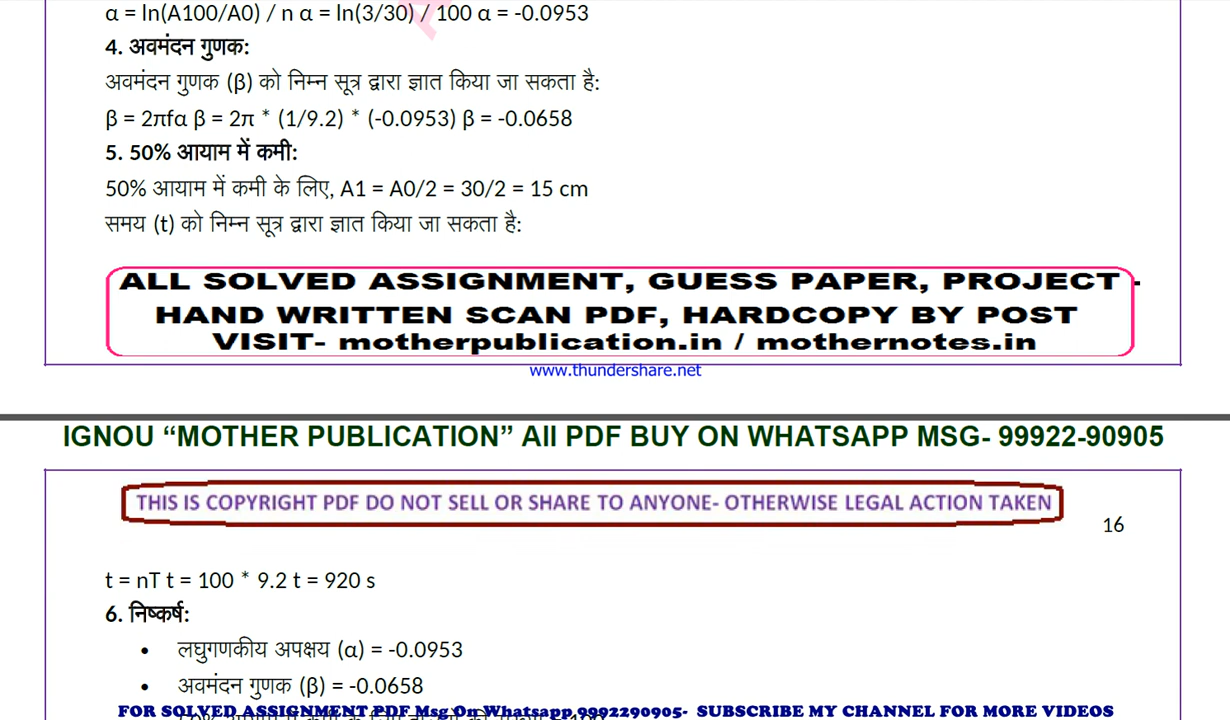 α = ln(A100/A0) / n α = ln(3/30) / 100 α = -0.0953
4. अवमंदन गुणक:
अवमंदन गुणक (β) को निम्न सूत्र द्वारा ज्ञात किया जा सकता है:
β = 2πfα β = 2π * (1/9.2) * (-0.0953) β = -0.0658
5. 50% आयाम में कमी:
50% आयाम में कमी के लिए, A1 = A0/2 = 30/2 = 15 cm
समय (t) को निम्न सूत्र द्वारा ज्ञात किया जा सकता है:
ALL SOLVED ASSIGNMENT, GUESS PAPER, PROJECT -
HAND WRITTEN SCAN PDF, HARDCOPY BY POST
VISIT- motherpublication.in / mothernotes.in
www.thundershare.net
IGNOU “MOTHER PUBLICATION” All PDF BUY ON WHATSAPP MSG- 99922-90905
THIS IS COPYRIGHT PDF DO NOT SELL OR SHARE TO ANYONE- OTHERWISE LEGAL ACTION TAKEN
16
t = nT t = 100 * 9.2 t = 920 s
6. निष्कर्ष:
• लघुगणकीय अपक्षय (α) = -0.0953
• अवमंदन गुणक (β) = -0.0658
FOR SOLVED ASSIGNMENT PDF Msg On Whatsapp 9992290905- SUBSCRIBE MY CHANNEL FOR MORE VIDEOS